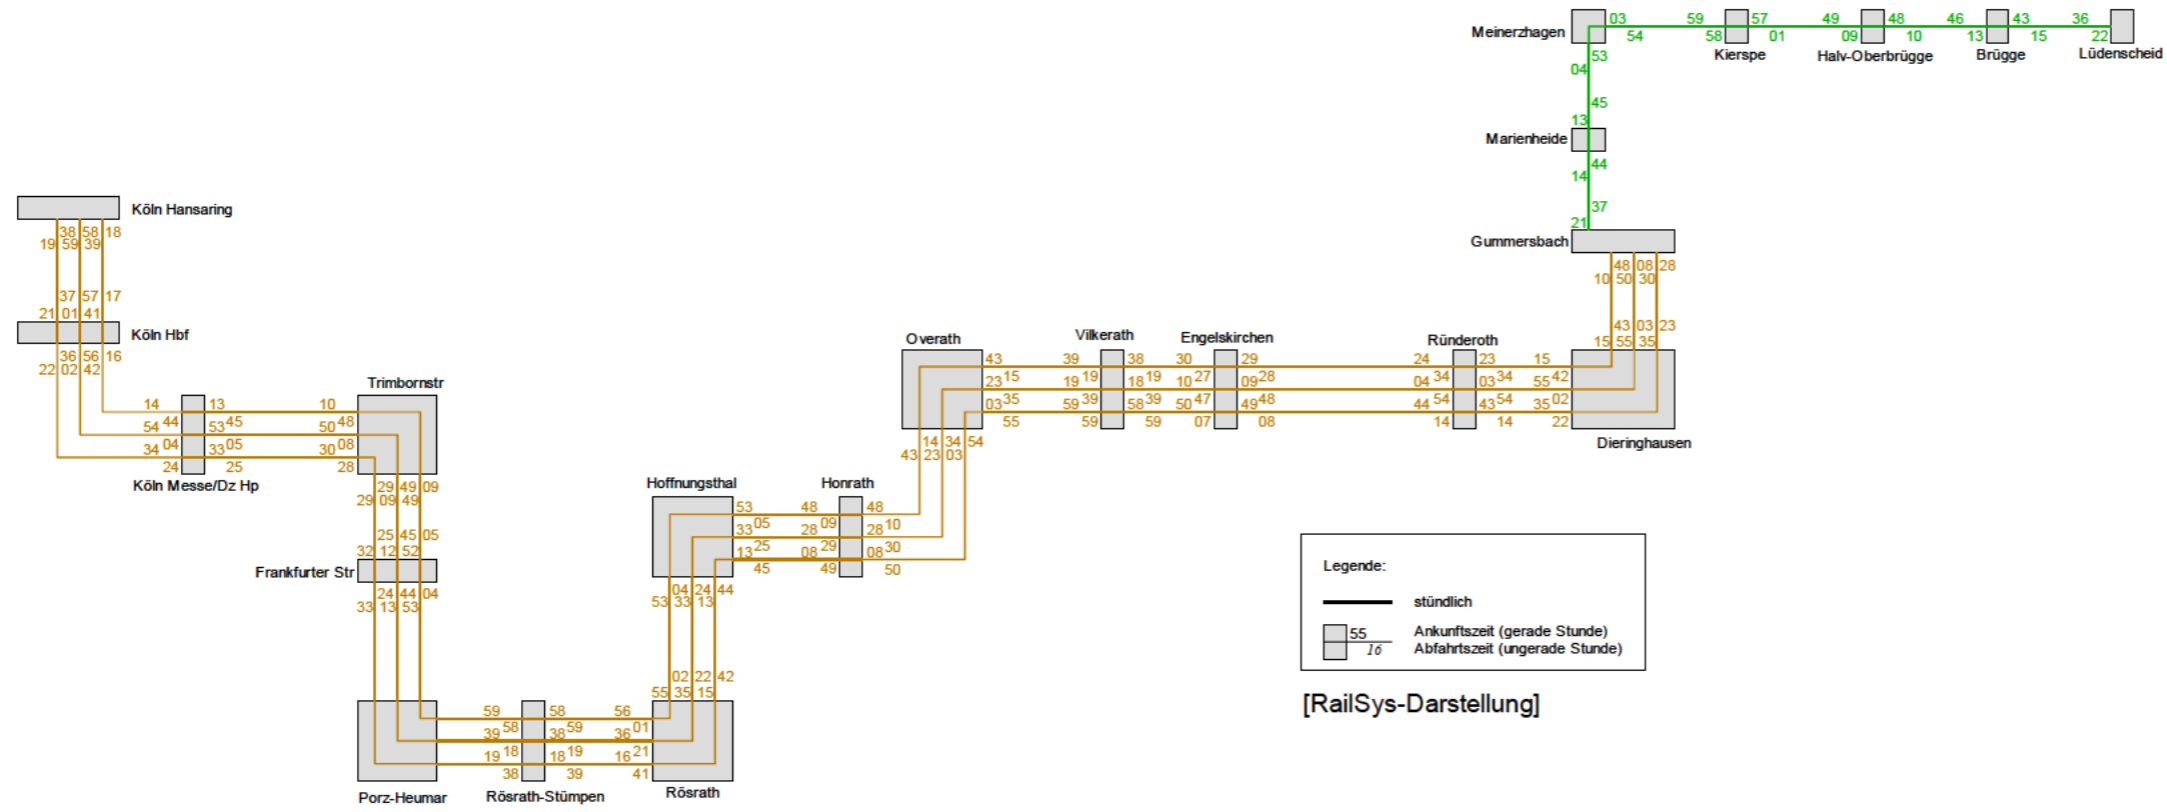 03 59 57 49 48 46 43 36
Meinerzhagen
54 58 01 09 10 13 15 22
Kierspe Halv-Oberbrügge Brügge Lüdenscheid
53
04
45
13
Marienheide
44
14
37
21
Gummersbach
48 08 28
10 50 30
43 03 23
15 55 35
Köln Hansaring
38 58 18
19 59 39
37 57 17
21 01 41
Köln Hbf
36 56 16
22 02 42
Trimbornstr
14 13 10
54 44 53 45 50 48
34 04 33 05 30 08
24 25 28
Köln Messe/Dz Hp
29 49 09
29 09 49
25 45 05
32 12 52
Frankfurter Str
24 44 04
33 13 53
59 58 56
39 58 38 59 36 01
19 18 18 19 16 21
38 39 41
Porz-Heumar Rösrath-Stümpen Rösrath
02 22 42
55 35 15
04 24 44
53 33 13
Hoffnungsthal Honrath
53 48 48
33 05 28 09 28 10
13 25 08 29 08 30
45 49 50
14 34 54
43 23 03
Overath Vilkerath Engelskirchen Ründeroth
43 39 38 30 29 24 23 15
23 15 19 19 18 19 10 27 09 28 04 34 03 34 55 42
03 35 59 39 58 39 50 47 49 48 44 54 43 54 35 02
55 59 59 07 08 14 14 22
Dieringhausen
Legende:
stündlich
55 Ankunftszeit (gerade Stunde)
16 Abfahrtszeit (ungerade Stunde)
[RailSys-Darstellung]